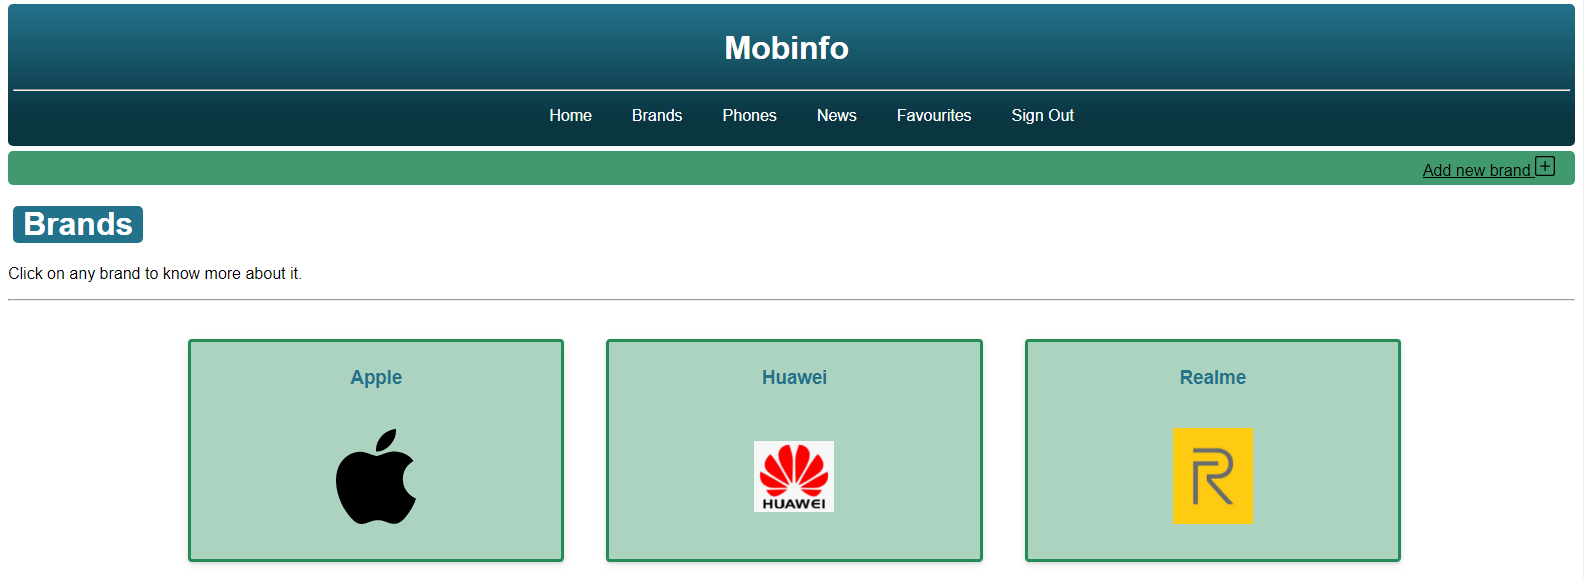 Mobinfo
Home Brands Phones News Favourites Sign Out
Add new brand
Brands
Click on any brand to know more about it.
Apple Huawei Realme
HUAWEI R